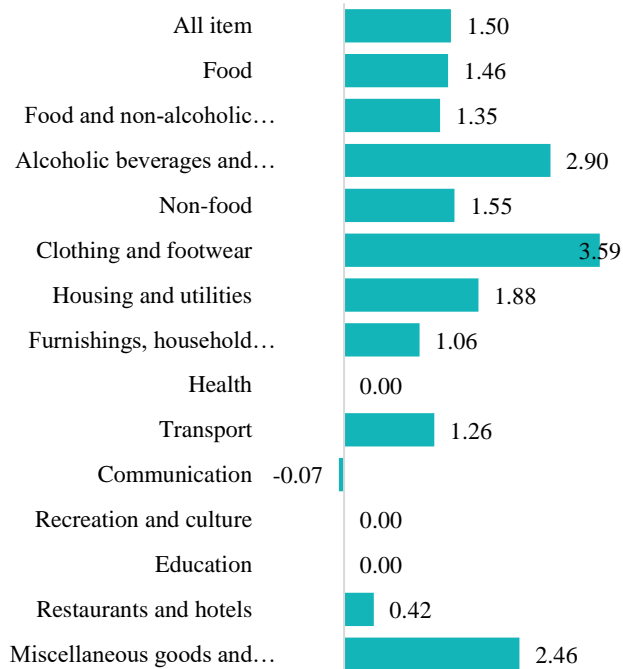 All item 1.50
Food 1.46
Food and non-alcoholic… 1.35
Alcoholic beverages and… 2.90
Non-food 1.55
Clothing and footwear 3.59
Housing and utilities 1.88
Furnishings, household… 1.06
Health 0.00
Transport 1.26
Communication -0.07
Recreation and culture 0.00
Education 0.00
Restaurants and hotels 0.42
Miscellaneous goods and… 2.46